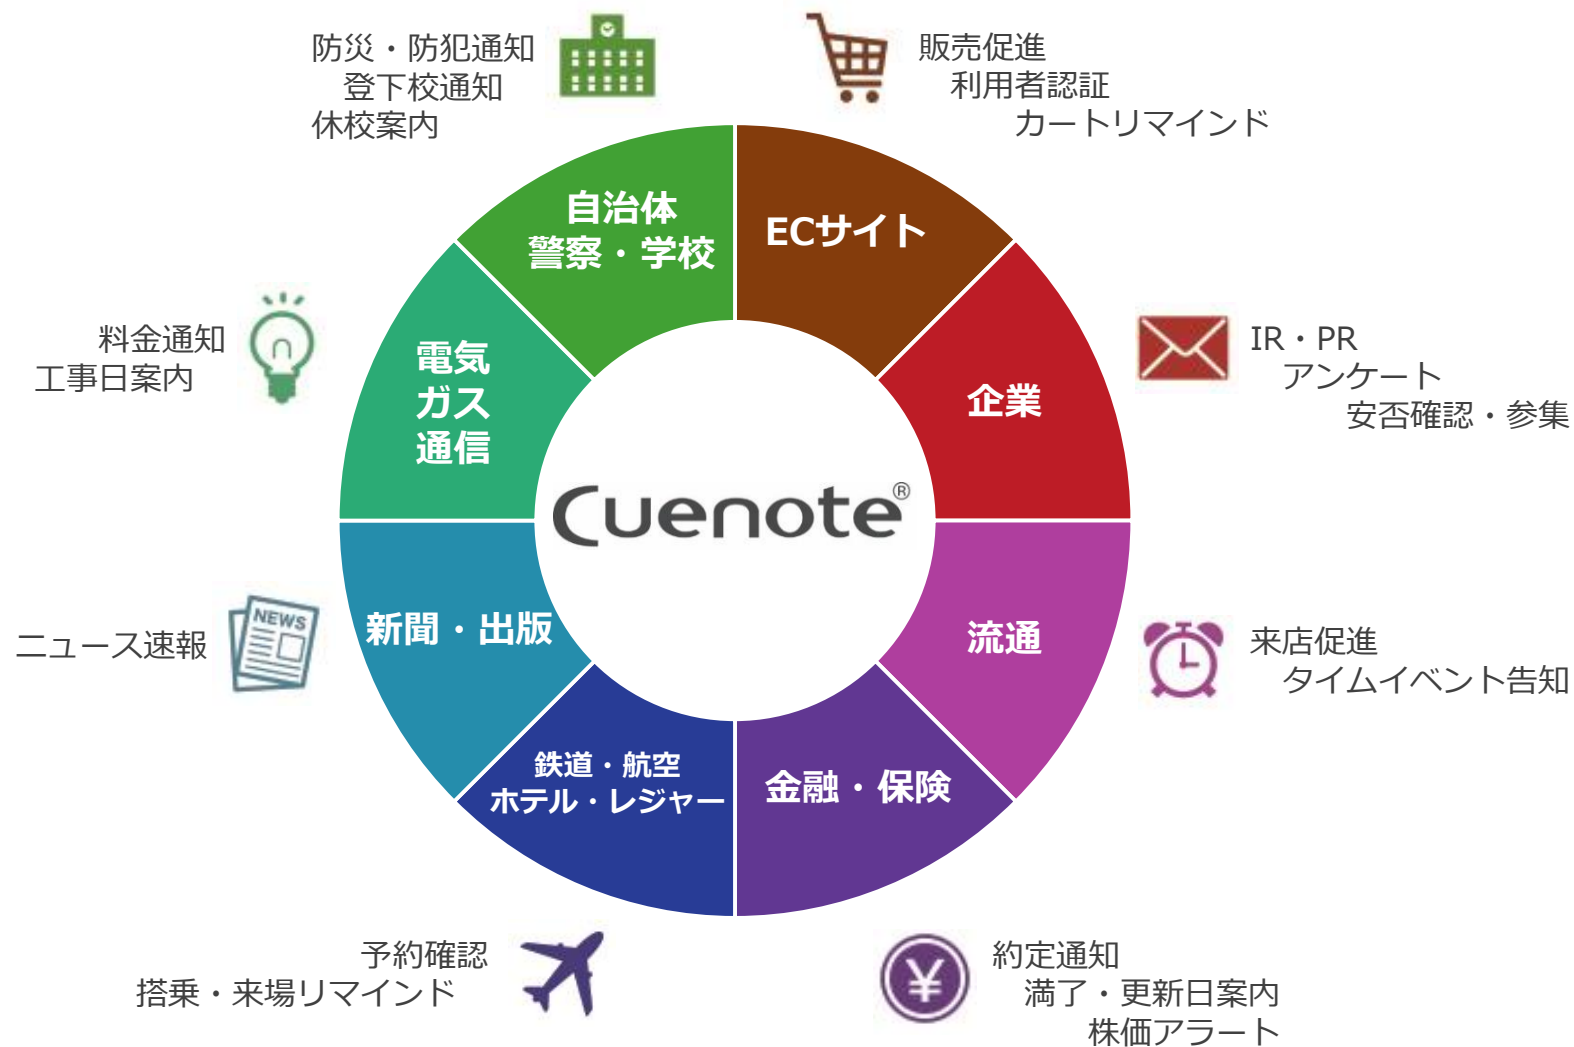 防災・防犯通知
登下校通知
休校案内
販売促進
利用者認証
カートリマインド
自治体
警察・学校
ECサイト
料金通知
工事日案内
電気
ガス
通信
企業
IR・PR
アンケート
安否確認・参集
Cuenote®
ニュース速報
NEWS
新聞・出版
流通
来店促進
タイムイベント告知
鉄道・航空
ホテル・レジャー
金融・保険
予約確認
搭乗・来場リマインド
¥
約定通知
満了・更新日案内
株価アラート